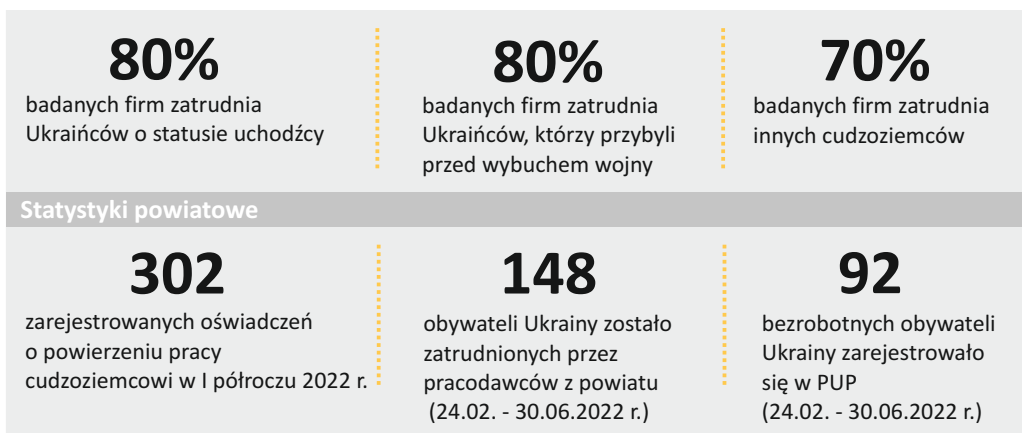 80%
badanych firm zatrudnia
Ukraińców o statusie uchodźcy
80%
badanych firm zatrudnia
Ukraińców, którzy przybyli
przed wybuchem wojny
70%
badanych firm zatrudnia
innych cudzoziemców
Statystyki powiatowe
302
zarejestrowanych oświadczeń
o powierzeniu pracy
cudzoziemcowi w I półroczu 2022 r.
148
obywateli Ukrainy zostało
zatrudnionych przez
pracodawców z powiatu
(24.02. - 30.06.2022 r.)
92
bezrobotnych obywateli
Ukrainy zarejestrowało
się w PUP
(24.02. - 30.06.2022 r.)